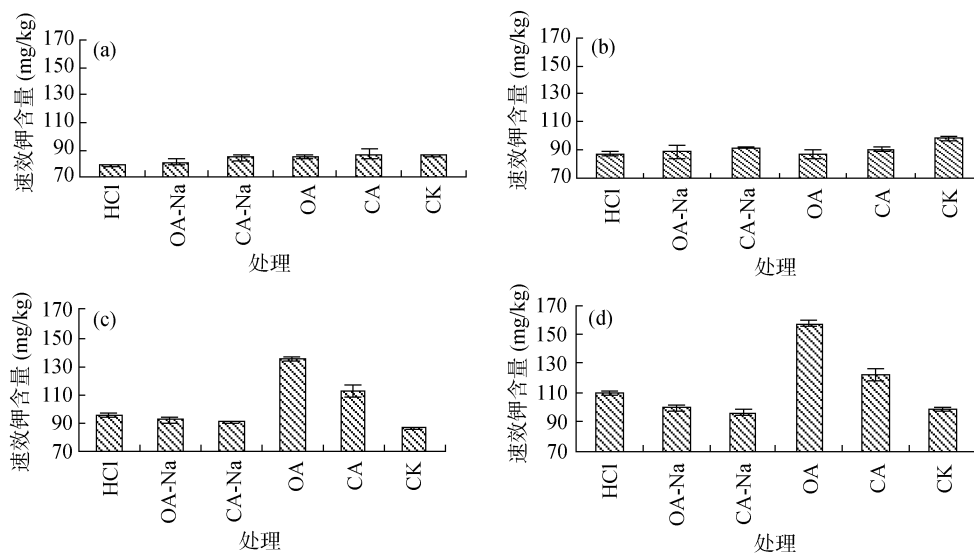 速效钾含量 (mg/kg)
170
150
130
110
90
70
(a)
HCl
OA-Na
CA-Na
OA
CA
CK
处理
速效钾含量 (mg/kg)
170
150
130
110
90
70
(b)
HCl
OA-Na
CA-Na
OA
CA
CK
处理
速效钾含量 (mg/kg)
170
150
130
110
90
70
(c)
HCl
OA-Na
CA-Na
OA
CA
CK
处理
速效钾含量 (mg/kg)
170
150
130
110
90
70
(d)
HCl
OA-Na
CA-Na
OA
CA
CK
处理